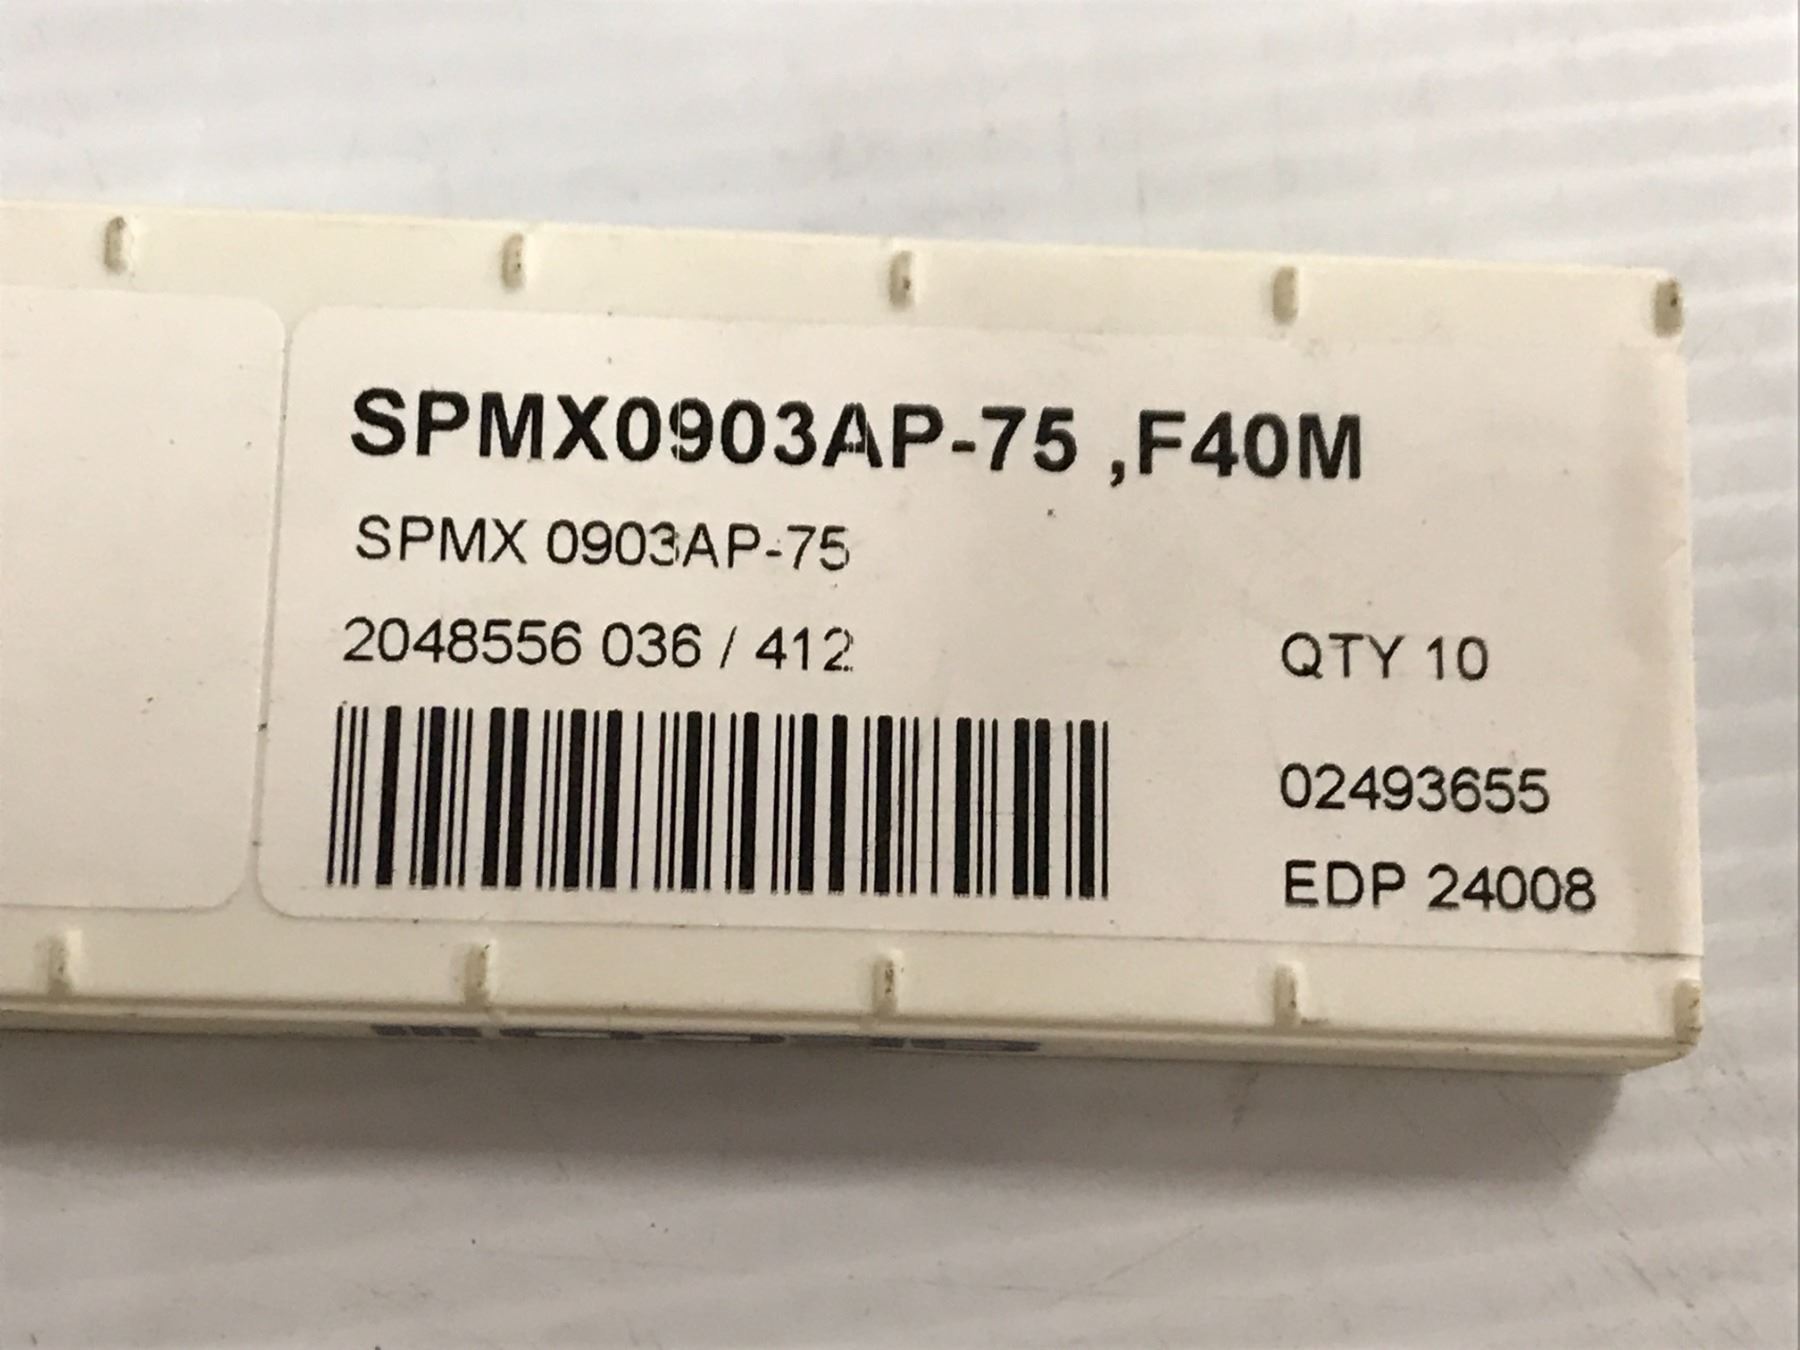 SPMX0903AP-75 ,F40M
SPMX 0903AP-75
2048556 036 / 412
QTY 10
02493655
EDP 24008